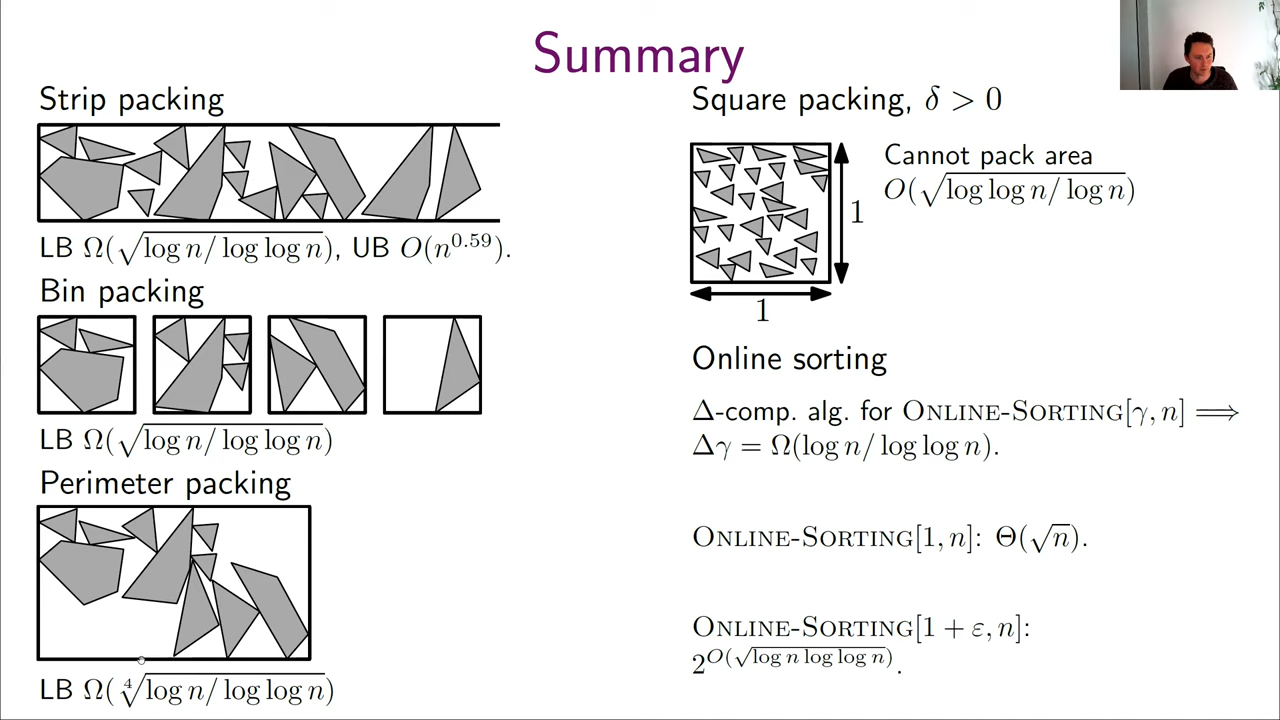 Summary
Strip packing
LB Ω(√(log n/ log log n)), UB O(n^0.59).
Bin packing
LB Ω(√(log n/ log log n))
Perimeter packing
LB Ω(∜(log n/ log log n))
Square packing, δ > 0
Cannot pack area
O(√(log log n/ log n))
1
1
Online sorting
Δ-comp. alg. for ONLINE-SORTING[γ, n] ⟹
Δγ = Ω(log n/ log log n).
ONLINE-SORTING[1, n]: Θ(√n).
ONLINE-SORTING[1 + ε, n]:
2^O(√(log n log log n)).